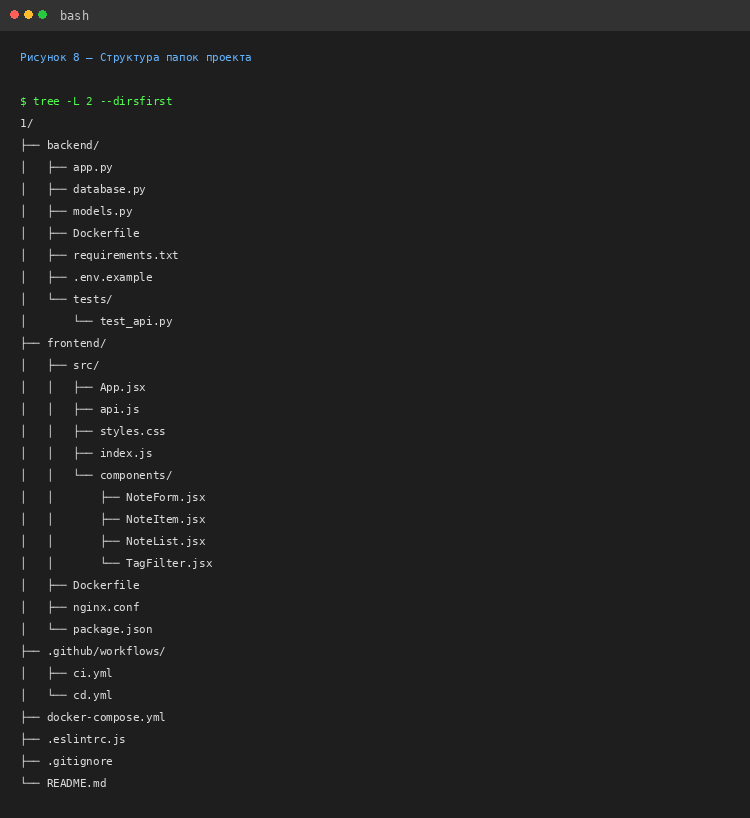 bash
Рисунок 8 — Структура папок проекта
$ tree -L 2 --dirsfirst
1/
├── backend/
│   ├── app.py
│   ├── database.py
│   ├── models.py
│   ├── Dockerfile
│   ├── requirements.txt
│   ├── .env.example
│   └── tests/
│       └── test_api.py
├── frontend/
│   ├── src/
│   │   ├── App.jsx
│   │   ├── api.js
│   │   ├── styles.css
│   │   ├── index.js
│   │   └── components/
│   │       ├── NoteForm.jsx
│   │       ├── NoteItem.jsx
│   │       ├── NoteList.jsx
│   │       └── TagFilter.jsx
│   ├── Dockerfile
│   ├── nginx.conf
│   └── package.json
├── .github/workflows/
│   ├── ci.yml
│   └── cd.yml
├── docker-compose.yml
├── .eslintrc.js
├── .gitignore
└── README.md